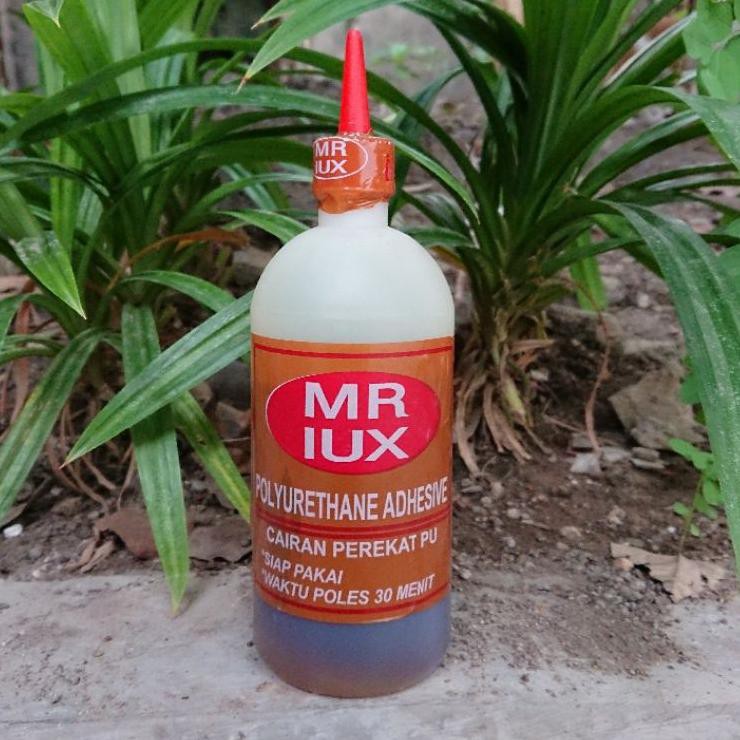 MR
IUX
MR
IUX
POLYURETHANE ADHESIVE
CAIRAN PEREKAT PU
*SIAP PAKAI
*WAKTU POLES 30 MENIT